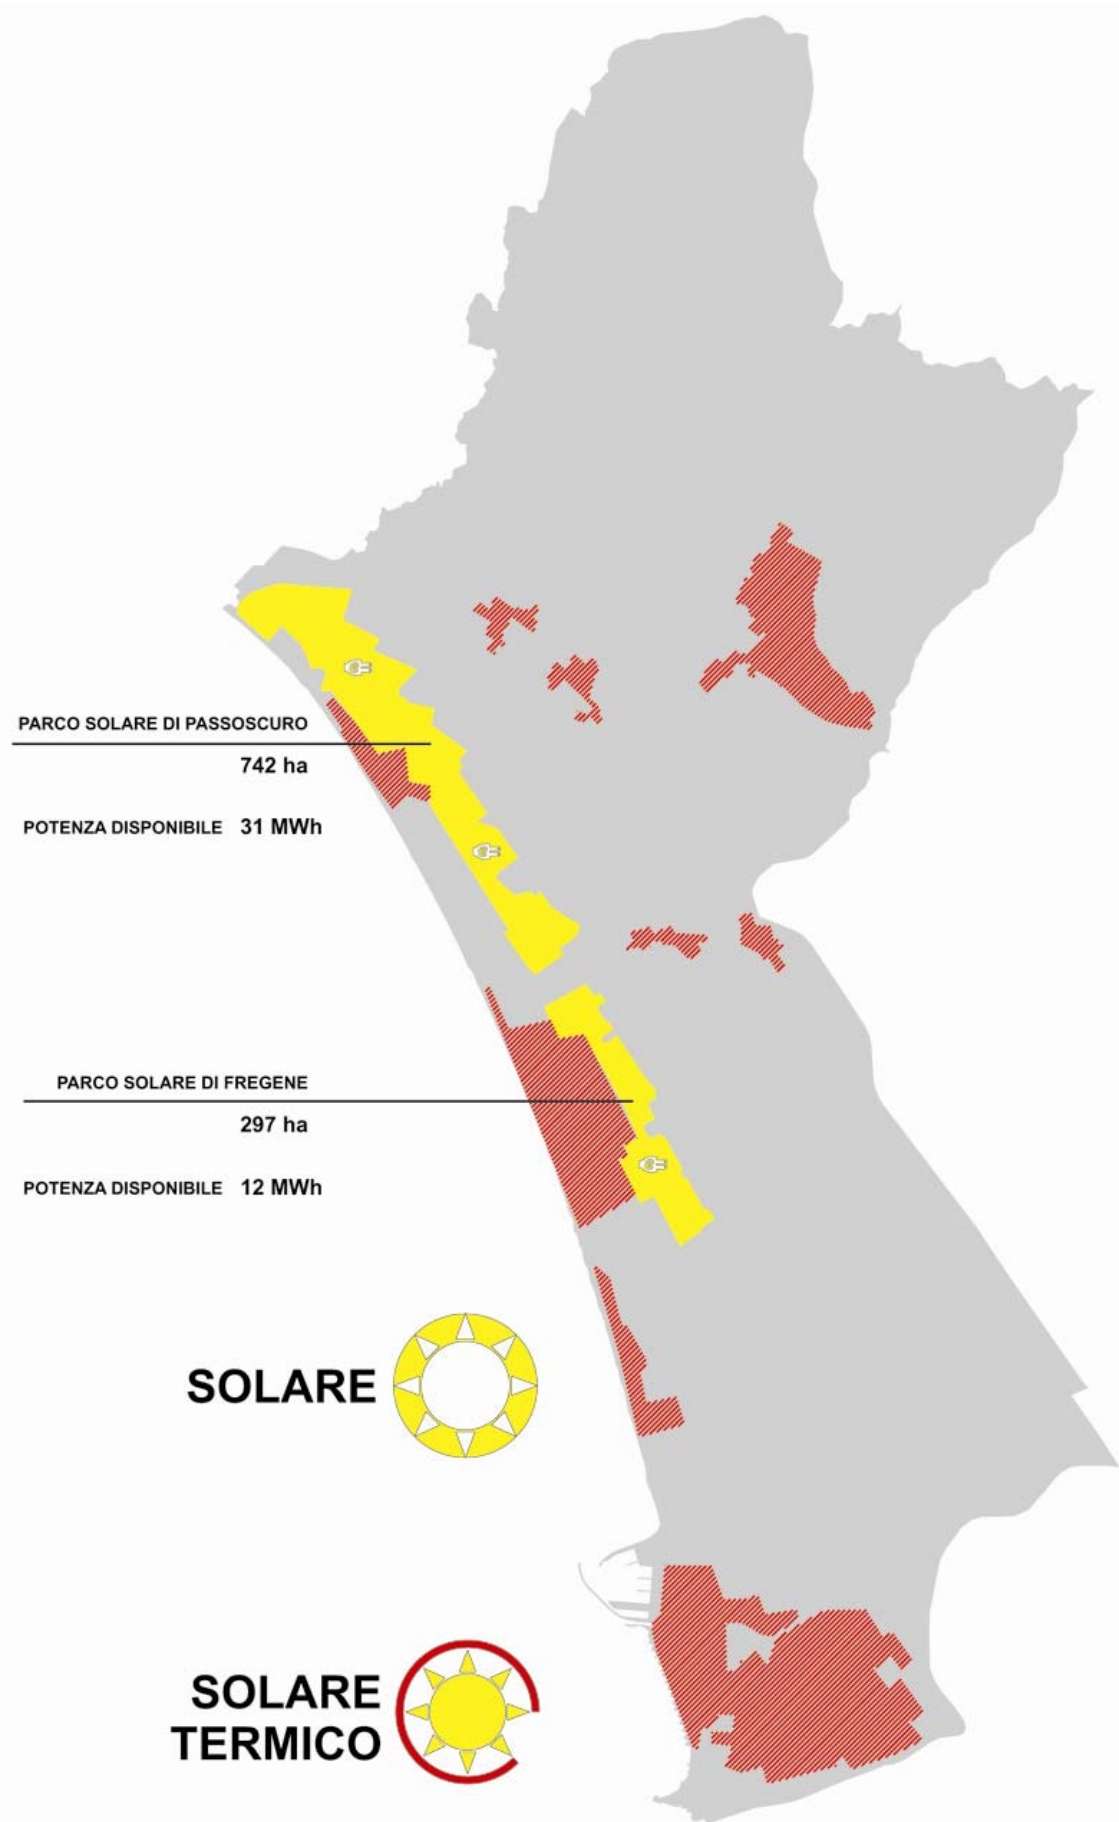 PARCO SOLARE DI PASSOSCURO
742 ha
POTENZA DISPONIBILE 31 MWh
PARCO SOLARE DI FREGENE
297 ha
POTENZA DISPONIBILE 12 MWh
SOLARE
SOLARE
TERMICO